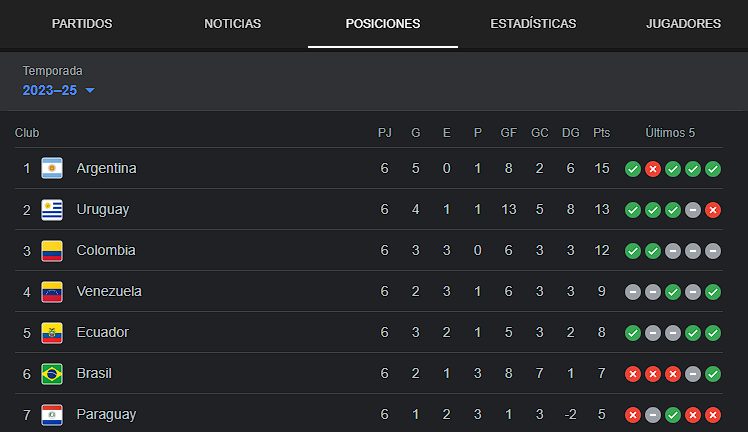 PARTIDOS NOTICIAS POSICIONES ESTADÍSTICAS JUGADORES
Temporada
2023–25
Club PJ G E P GF GC DG Pts Últimos 5
1 Argentina 6 5 0 1 8 2 6 15
2 Uruguay 6 4 1 1 13 5 8 13
3 Colombia 6 3 3 0 6 3 3 12
4 Venezuela 6 2 3 1 6 3 3 9
5 Ecuador 6 3 2 1 5 3 2 8
6 Brasil 6 2 1 3 8 7 1 7
7 Paraguay 6 1 2 3 1 3 -2 5